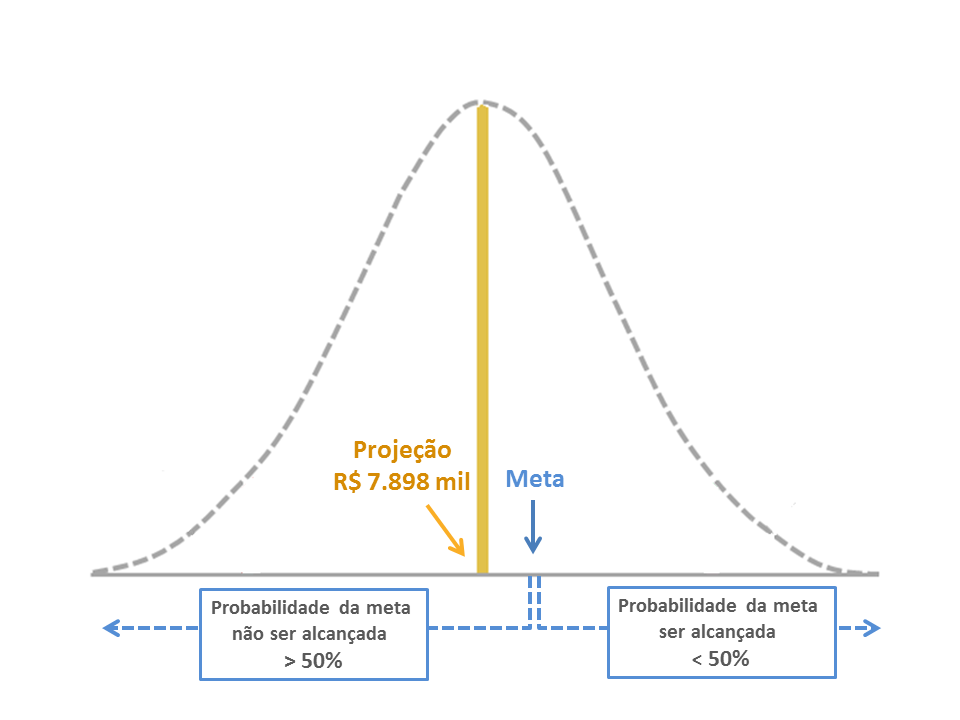 Projeção
R$ 7.898 mil
Meta
Probabilidade da meta
não ser alcançada
> 50%
Probabilidade da meta
ser alcançada
< 50%